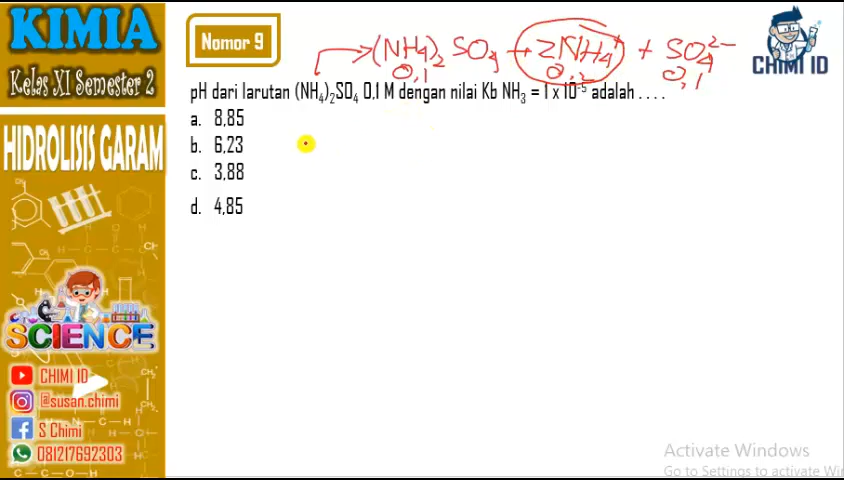 KIMIA
Kelas XI Semester 2
HIDROLISIS GARAM
SCIENCE
CHIMI ID
@susan.chimi
S Chimi
081217692303
Nomor 9
(NH4)2 SO4 → 2NH4+ + SO4 2-
0,1 0,2 0,1
CHIMI ID
pH dari larutan (NH4)2SO4 0,1 M dengan nilai Kb NH3 = 1 x 10-5 adalah . . . .
a. 8,85
b. 6,23
c. 3,88
d. 4,85
Activate Windows
Go to Settings to activate Win